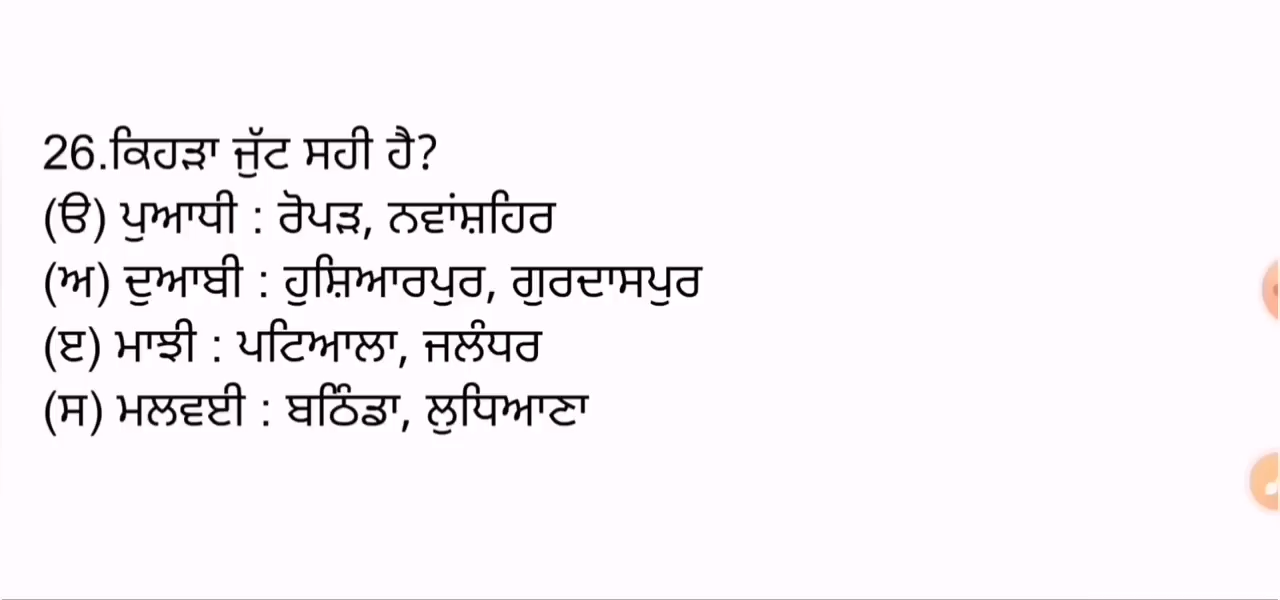 26.ਕਿਹੜਾ ਜੁੱਟ ਸਹੀ ਹੈ?
(ੳ) ਪੁਆਧੀ : ਰੋਪੜ, ਨਵਾਂਸ਼ਹਿਰ
(ਅ) ਦੁਆਬੀ : ਹੁਸ਼ਿਆਰਪੁਰ, ਗੁਰਦਾਸਪੁਰ
(ੲ) ਮਾਝੀ : ਪਟਿਆਲਾ, ਜਲੰਧਰ
(ਸ) ਮਲਵਈ : ਬਠਿੰਡਾ, ਲੁਧਿਆਣਾ